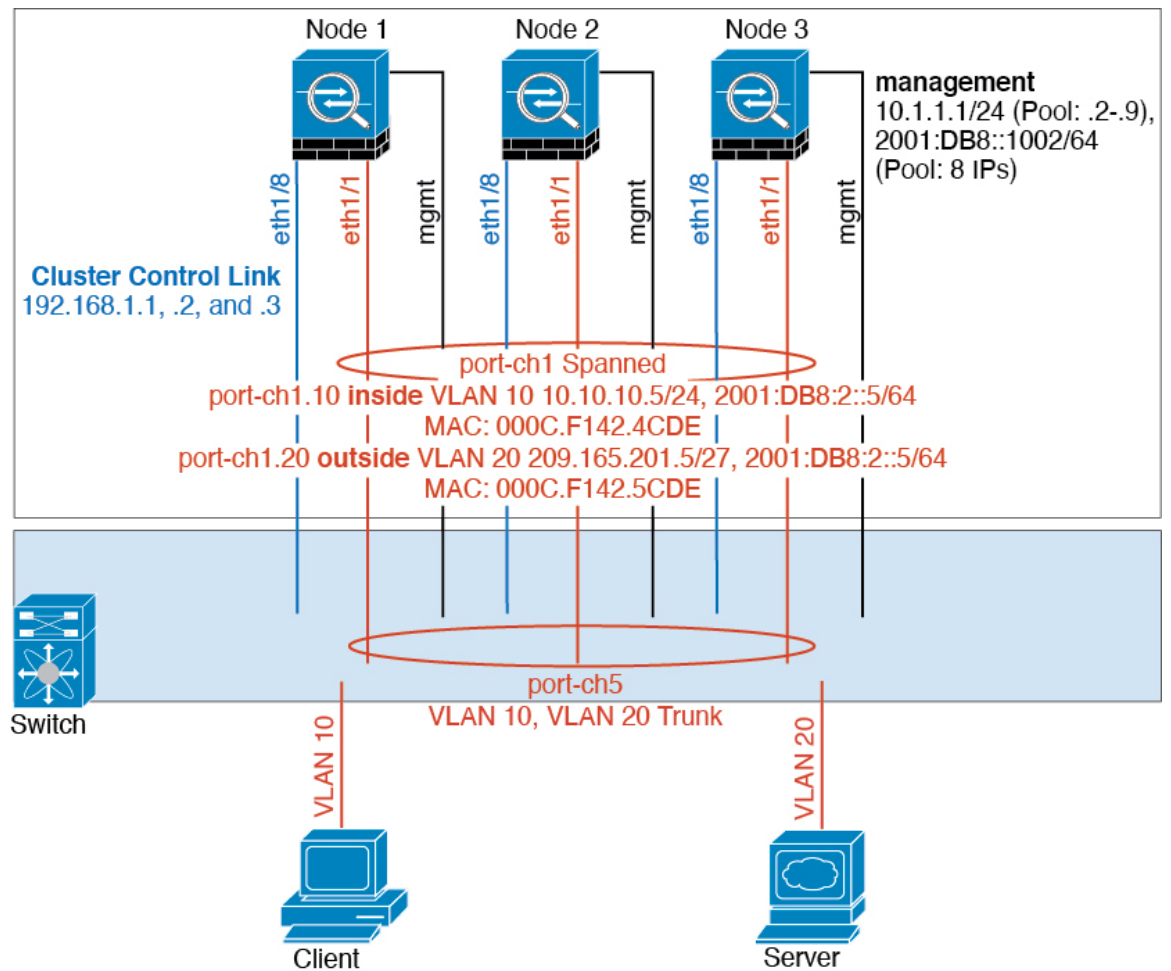 Node 1
Node 2
Node 3
management
10.1.1.1/24 (Pool: .2-.9),
2001:DB8::1002/64
(Pool: 8 IPs)
eth1/8
eth1/1
mgmt
eth1/8
eth1/1
mgmt
eth1/8
eth1/1
mgmt
Cluster Control Link
192.168.1.1, .2, and .3
port-ch1 Spanned
port-ch1.10 inside VLAN 10 10.10.10.5/24, 2001:DB8:2::5/64
MAC: 000C.F142.4CDE
port-ch1.20 outside VLAN 20 209.165.201.5/27, 2001:DB8:2::5/64
MAC: 000C.F142.5CDE
port-ch5
VLAN 10, VLAN 20 Trunk
Switch
VLAN 10
VLAN 20
Client
Server